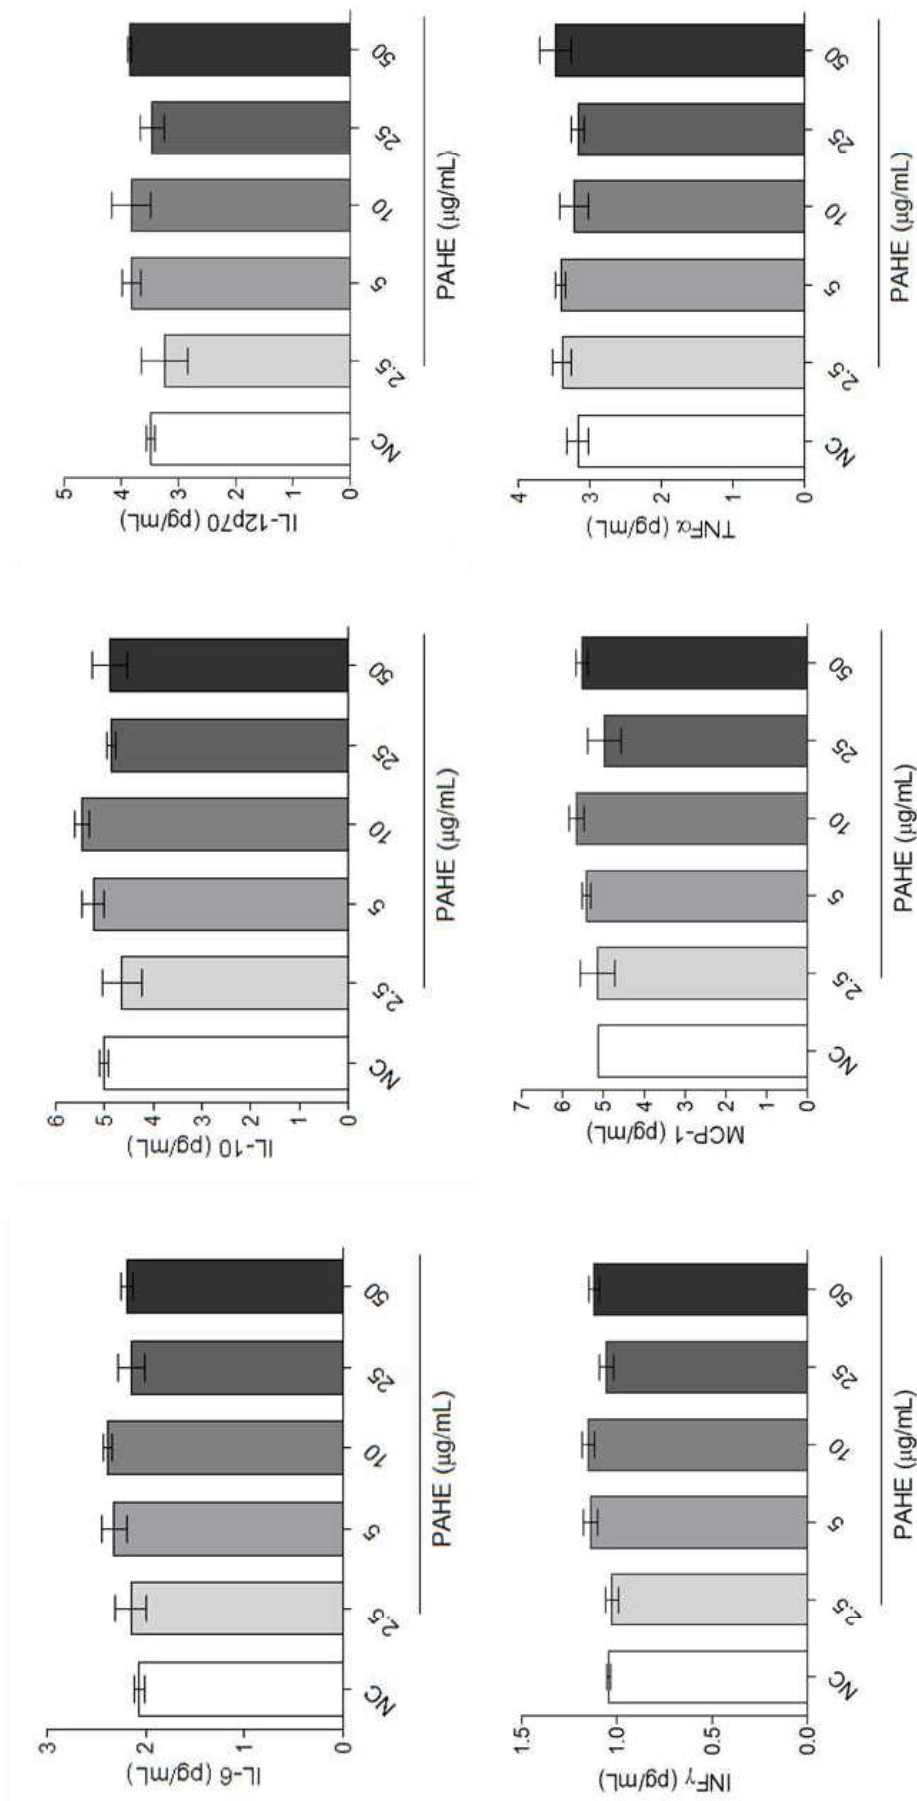 IL-6 (pg/mL)
3
2
1
0
NC 2.5 5 10 25 50
PAHE (μg/mL)
IL-10 (pg/mL)
6
5
4
3
2
1
0
NC 2.5 5 10 25 50
PAHE (μg/mL)
IL-12p70 (pg/mL)
5
4
3
2
1
0
NC 2.5 5 10 25 50
PAHE (μg/mL)
INFγ (pg/mL)
1.5
1.0
0.5
0.0
NC 2.5 5 10 25 50
PAHE (μg/mL)
MCP-1 (pg/mL)
7
6
5
4
3
2
1
0
NC 2.5 5 10 25 50
PAHE (μg/mL)
TNFα (pg/mL)
4
3
2
1
0
NC 2.5 5 10 25 50
PAHE (μg/mL)